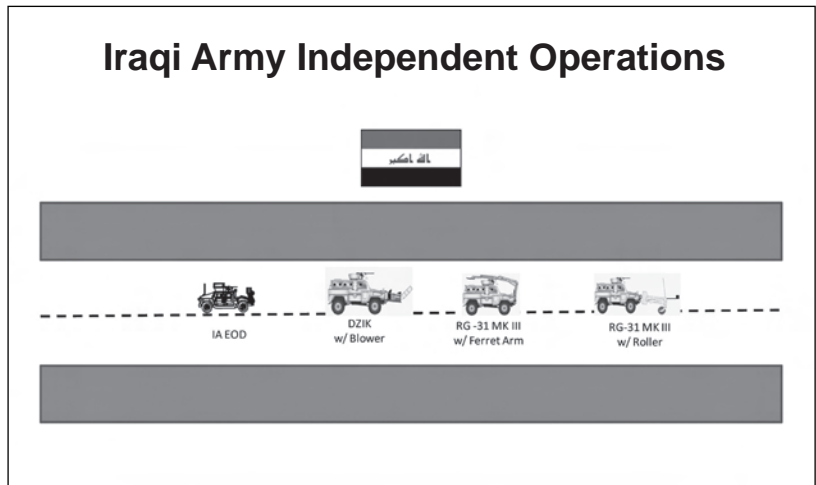 Iraqi Army Independent Operations
الله اكبر
IA EOD
DZIK
w/ Blower
RG -31 MK III
w/ Ferret Arm
RG-31 MK III
w/ Roller